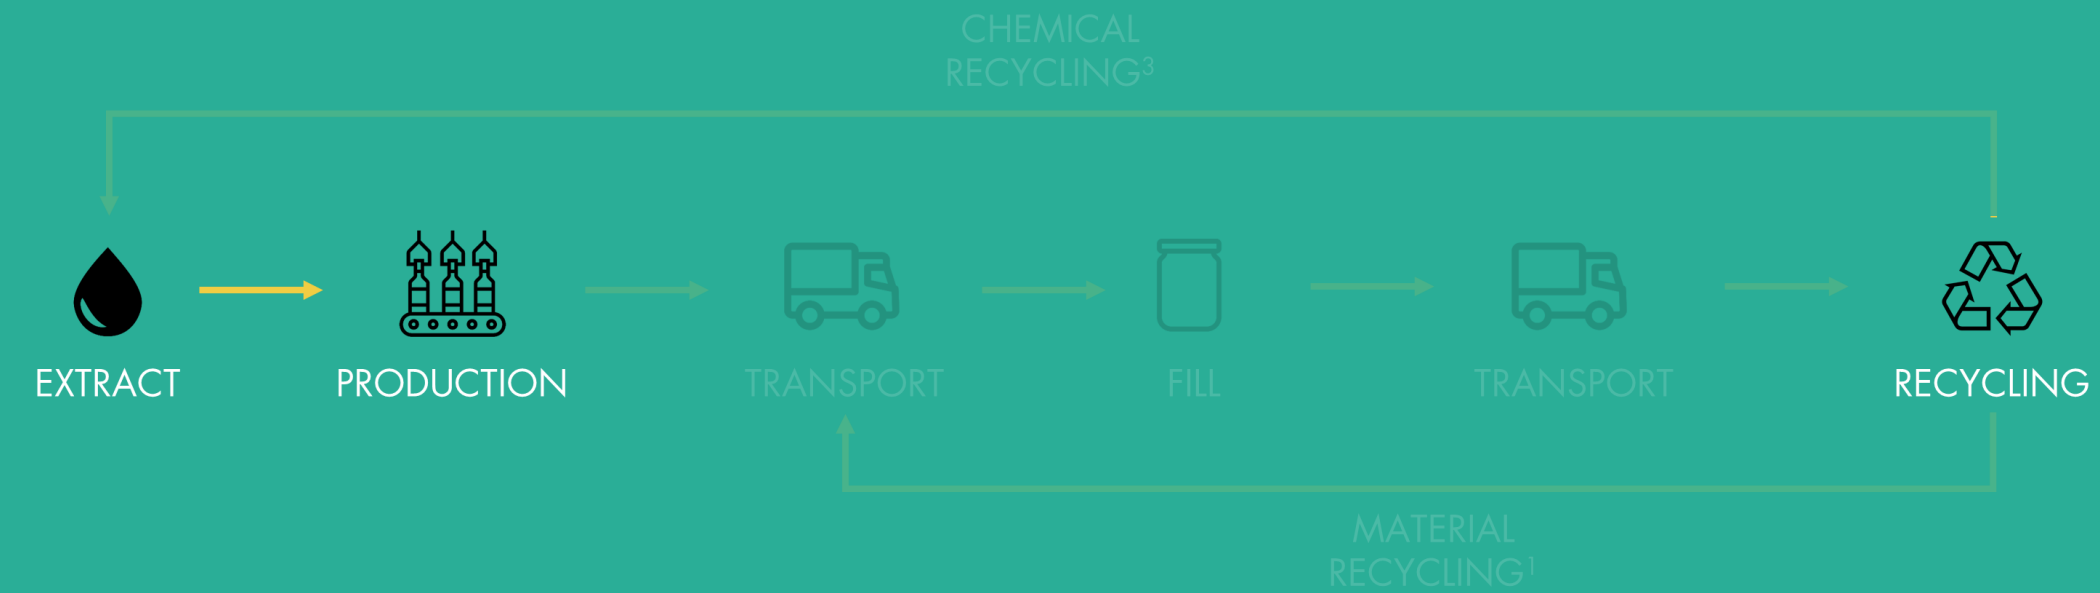 CHEMICAL
RECYCLING³
EXTRACT
PRODUCTION
TRANSPORT
FILL
TRANSPORT
RECYCLING
MATERIAL
RECYCLING¹